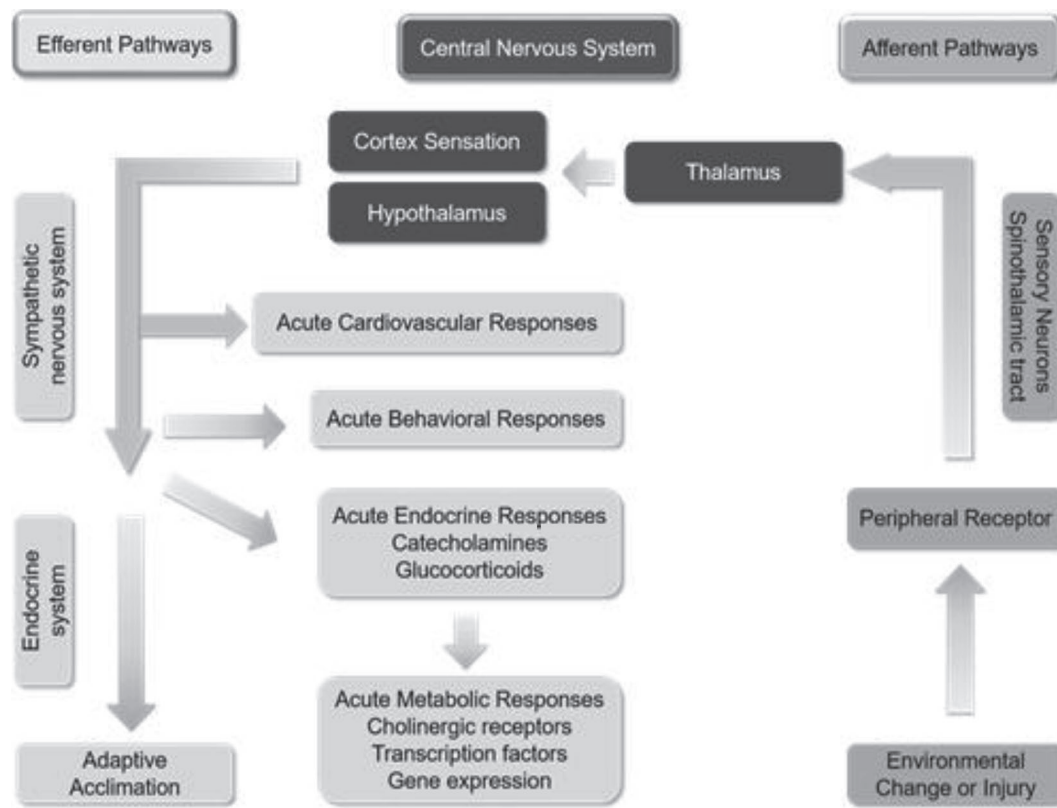 Efferent Pathways
Central Nervous System
Afferent Pathways
Cortex Sensation
Hypothalamus
Thalamus
Sympathetic
nervous system
Sensory Neurons
Spinothalamic tract
Acute Cardiovascular Responses
Acute Behavioral Responses
Acute Endocrine Responses
Catecholamines
Glucocorticoids
Peripheral Receptor
Endocrine
system
Acute Metabolic Responses
Cholinergic receptors
Transcription factors
Gene expression
Adaptive
Acclimation
Environmental
Change or Injury